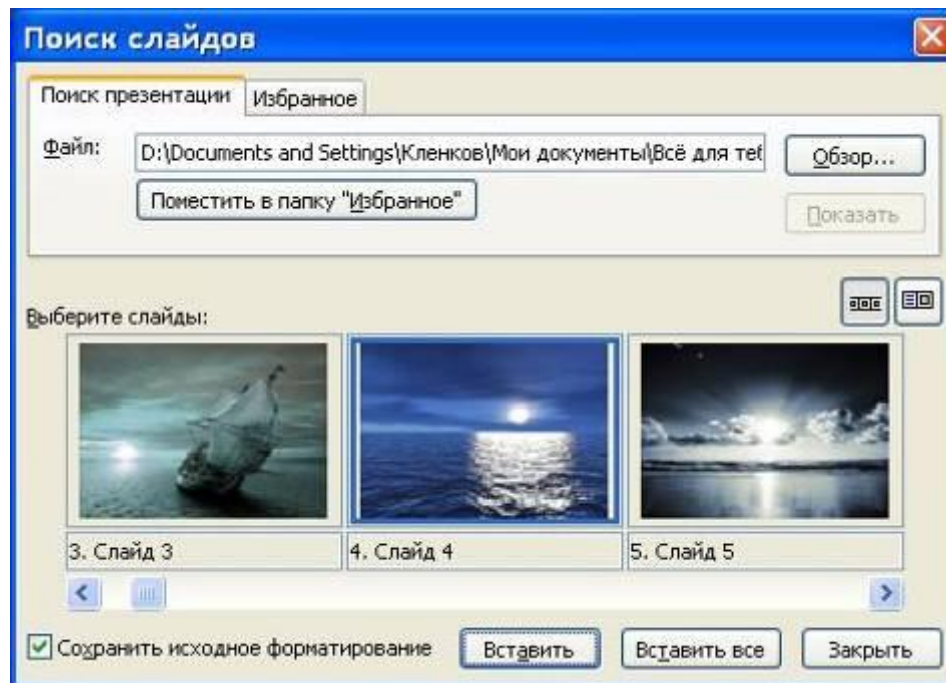 Поиск слайдов
Поиск презентации
Избранное
Файл:
D:\Documents and Settings\Кленков\Мои документы\Всё для теб
Обзор...
Поместить в папку "Избранное"
Показать
Выберите слайды:
3. Слайд 3
4. Слайд 4
5. Слайд 5
Сохранить исходное форматирование
Вставить
Вставить все
Закрыть